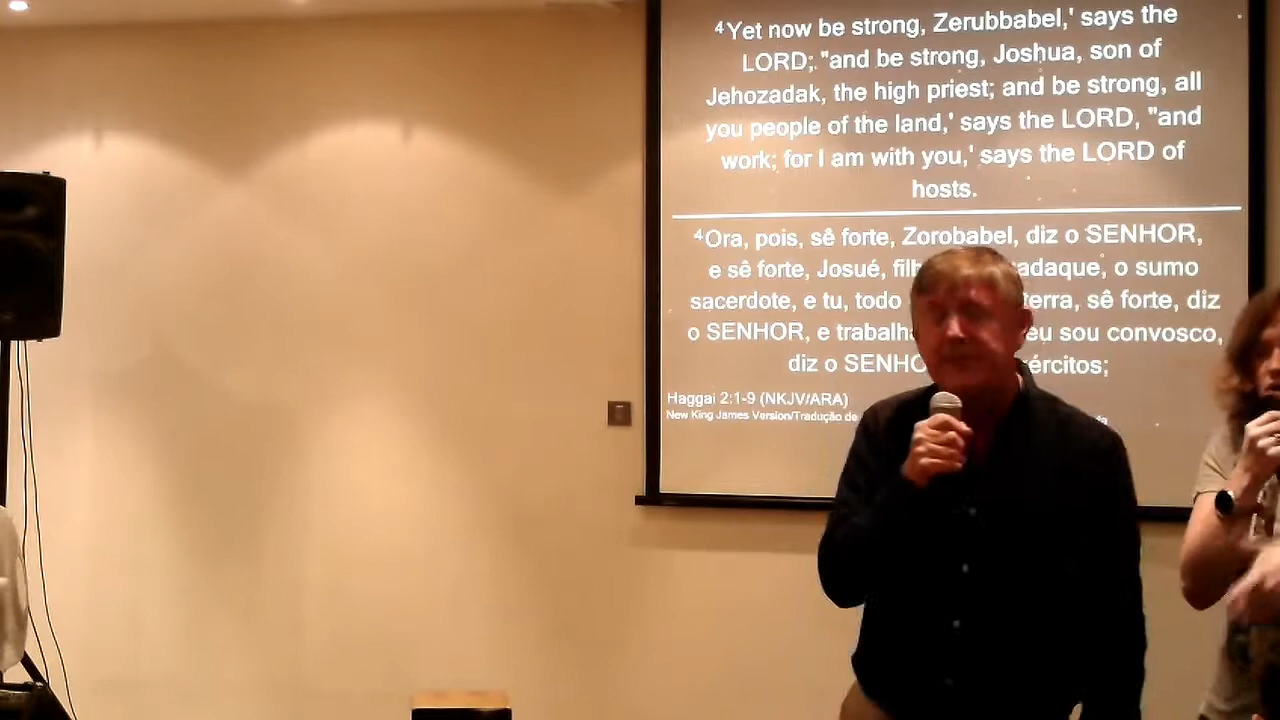 ⁴Yet now be strong, Zerubbabel,' says the
LORD; "and be strong, Joshua, son of
Jehozadak, the high priest; and be strong, all
you people of the land,' says the LORD, "and
work; for I am with you,' says the LORD of
hosts.
⁴Ora, pois, sê forte, Zorobabel, diz o SENHOR,
e sê forte, Josué, o sumo
sacerdote, e tu, todo terra, sê forte, diz
o SENHOR, e eu sou convosco,
diz o
Haggai 2:1-9 (NKJV/ARA)
New King James Version/Tradução de